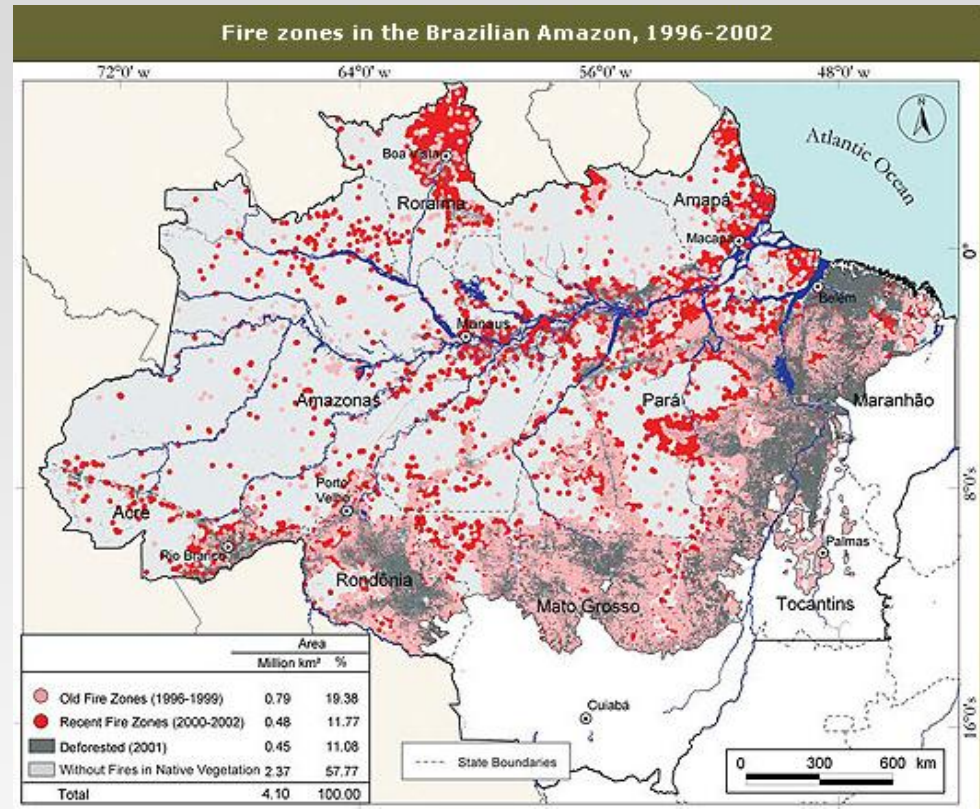 Fire zones in the Brazilian Amazon, 1996-2002
72°0' w 64°0' w 56°0' w 48°0' w
N
Atlantic Ocean
Boa Vista
Roraima
Amapá
Macapá
0°
Belém
Manaus
Amazonas
Pará
Maranhão
Porto
Velho
8°0's
Acre
Rio Branco
Palmas
Rondônia
Mato Grosso
Tocantins
Cuiabá
16°0's
Area
Million km² %
Old Fire Zones (1996-1999) 0.79 19.38
Recent Fire Zones (2000-2002) 0.48 11.77
Deforested (2001) 0.45 11.08
Without Fires in Native Vegetation 2.37 57.77
Total 4.10 100.00
State Boundaries
0 300 600 km